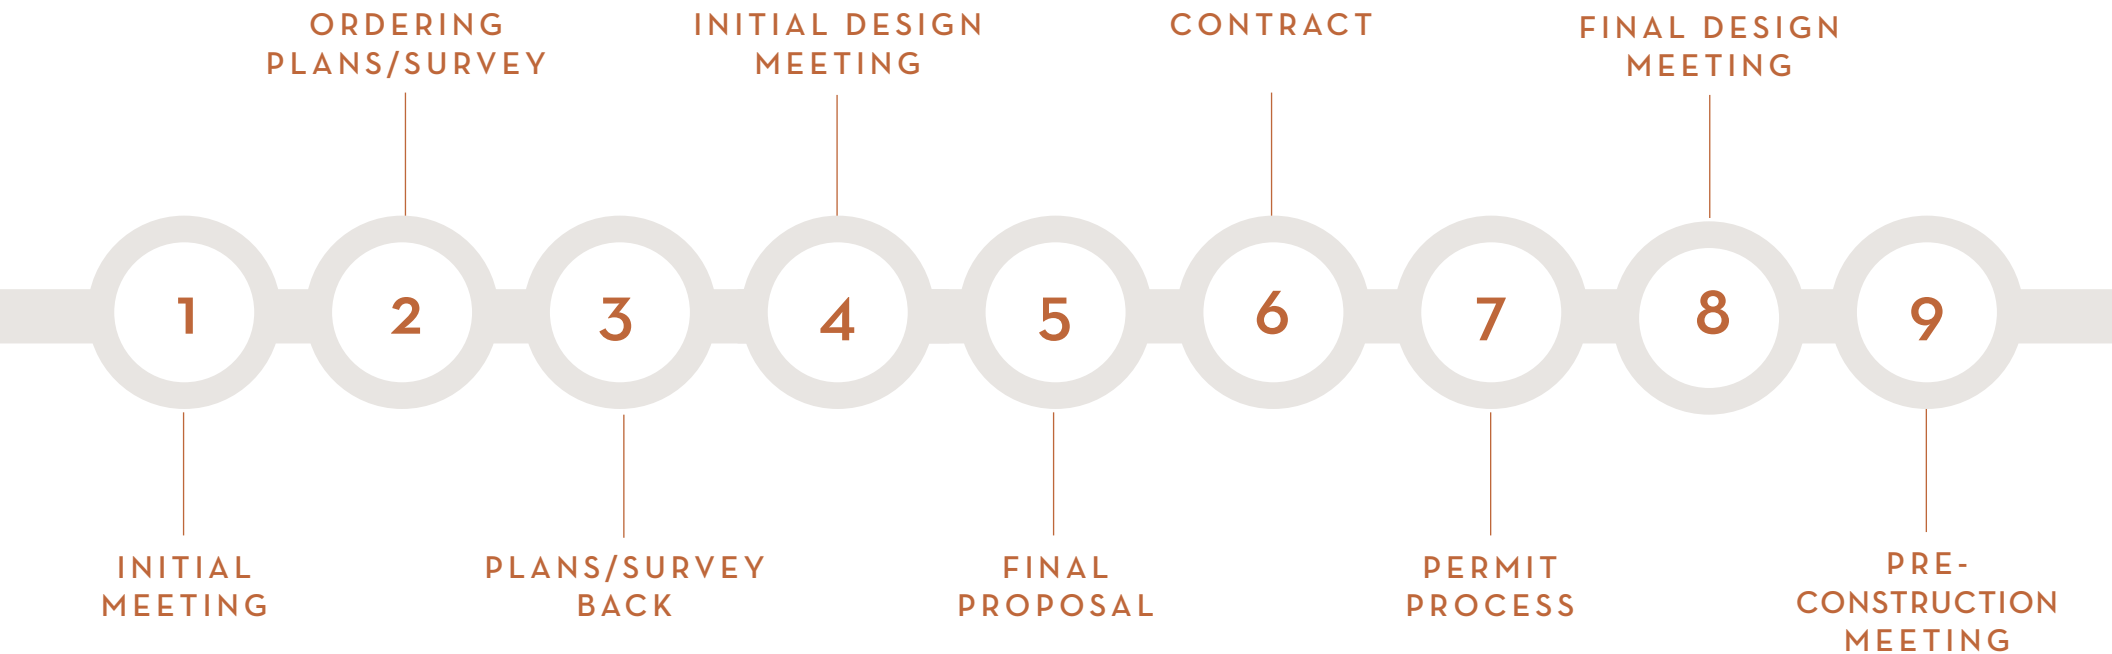 ORDERING
PLANS/SURVEY
INITIAL DESIGN
MEETING
CONTRACT
FINAL DESIGN
MEETING
1
2
3
4
5
6
7
8
9
INITIAL
MEETING
PLANS/SURVEY
BACK
FINAL
PROPOSAL
PERMIT
PROCESS
PRE-
CONSTRUCTION
MEETING